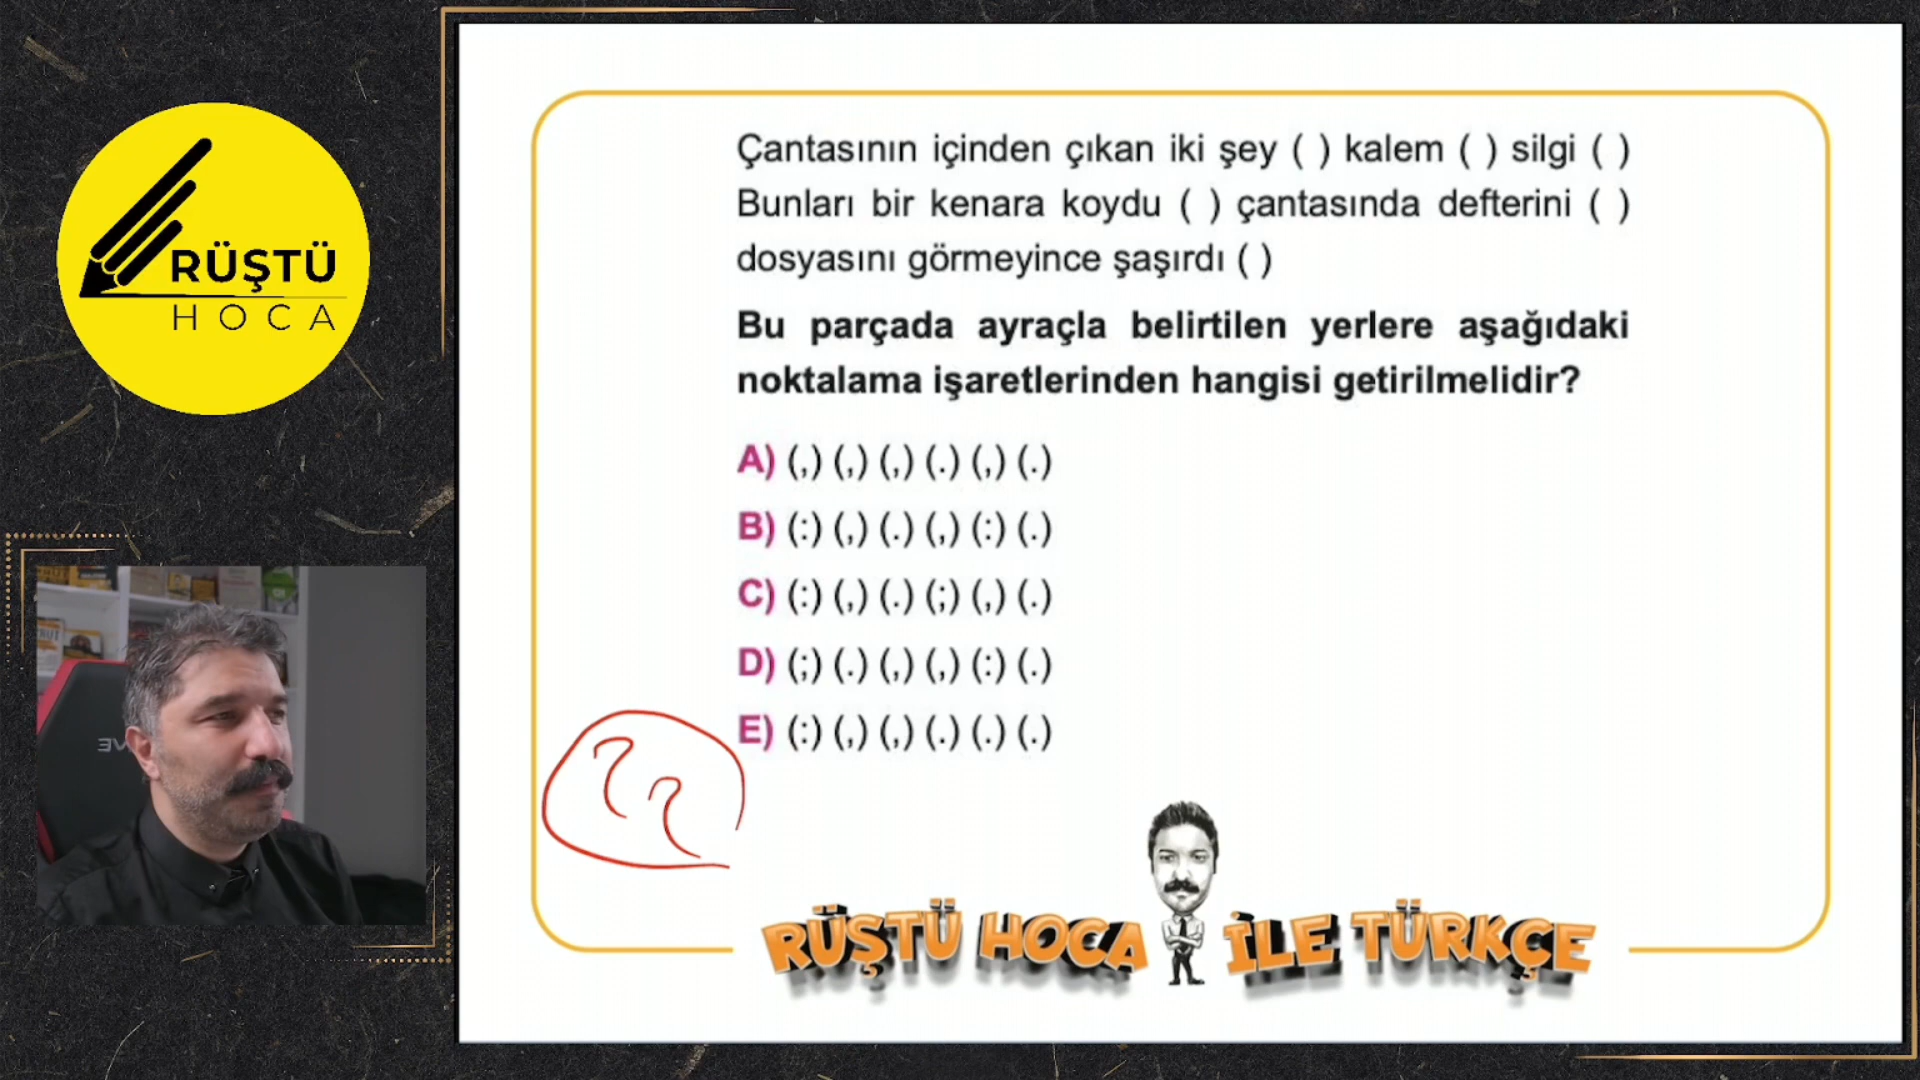 RÜŞTÜ
HOCA
Çantasının içinden çıkan iki şey ( ) kalem ( ) silgi ( )
Bunları bir kenara koydu ( ) çantasında defterini ( )
dosyasını görmeyince şaşırdı ( )
Bu parçada ayraçla belirtilen yerlere aşağıdaki
noktalama işaretlerinden hangisi getirilmelidir?
A) (,) (,) (,) (.) (,) (.)
B) (:) (,) (.) (,) (:) (.)
C) (:) (,) (.) (;) (,) (.)
D) (;) (.) (,) (,) (:) (.)
E) (:) (,) (,) (.) (.) (.)
RÜŞTÜ HOCA İLE TÜRKÇE